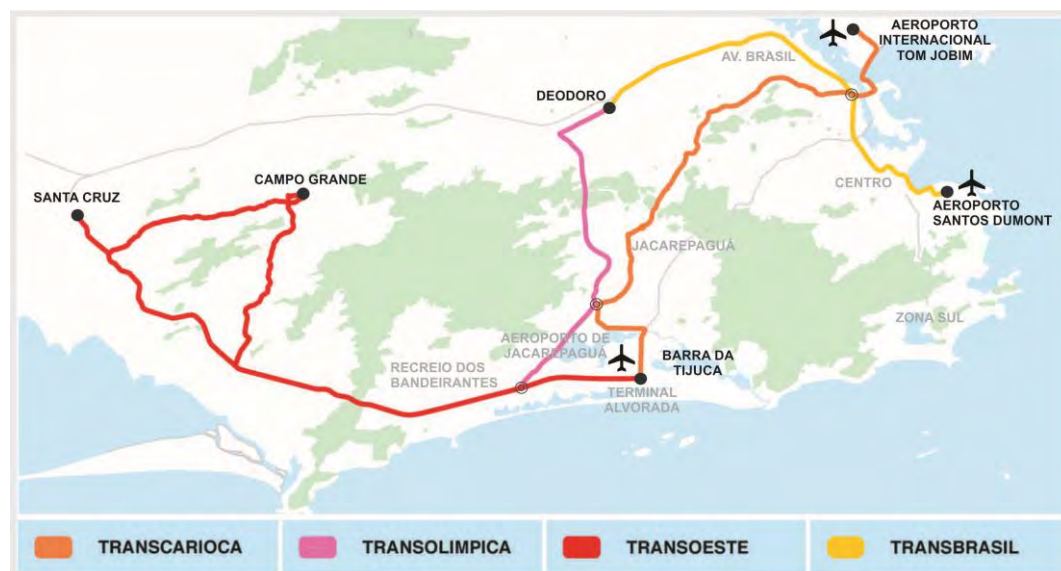 AEROPORTO
INTERNACIONAL
TOM JOBIM
AV. BRASIL
DEODORO
CAMPO GRANDE
SANTA CRUZ
CENTRO
AEROPORTO
SANTOS DUMONT
JACAREPAGUÁ
ZONA SUL
AEROPORTO DE
JACAREPAGUÁ
BARRA DA
TIJUCA
RECREIO DOS
BANDEIRANTES
TERMINAL
ALVORADA
TRANSCARIOCA
TRANSOLIMPICA
TRANSOESTE
TRANSBRASIL